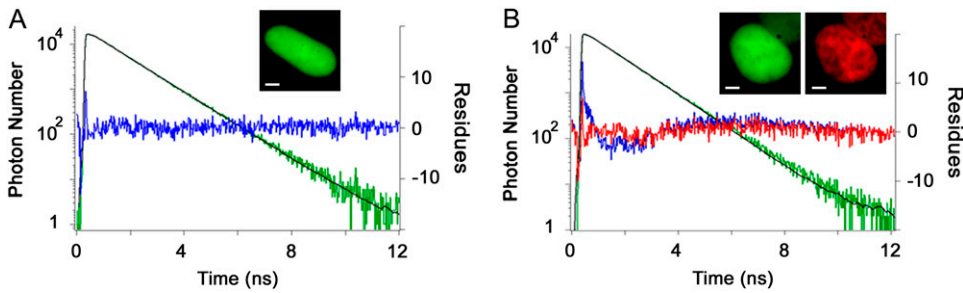 A
Photon Number
10⁴
10²
1
10
0
-10
Residues
0 4 8 12
Time (ns)
B
Photon Number
10⁴
10²
1
10
0
-10
Residues
0 4 8 12
Time (ns)